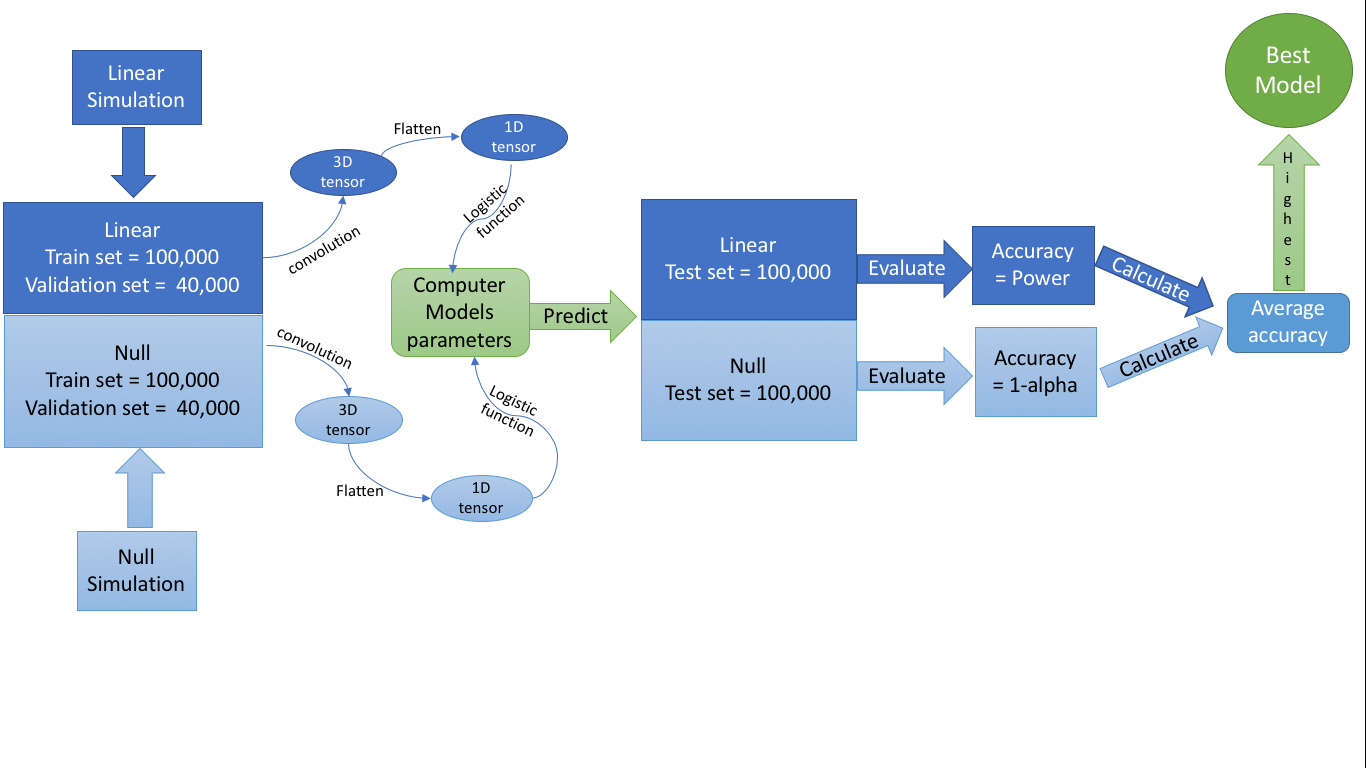 Linear
Simulation
Linear
Train set = 100,000
Validation set =  40,000
Null
Train set = 100,000
Validation set =  40,000
Null
Simulation
convolution
3D
tensor
Flatten
1D
tensor
Logistic
function
convolution
3D
tensor
Flatten
1D
tensor
Logistic
function
Computer
Models
parameters
Predict
Linear
Test set = 100,000
Null
Test set = 100,000
Evaluate
Evaluate
Accuracy
= Power
Accuracy
= 1-alpha
Calculate
Calculate
Average
accuracy
Highest
Best
Model